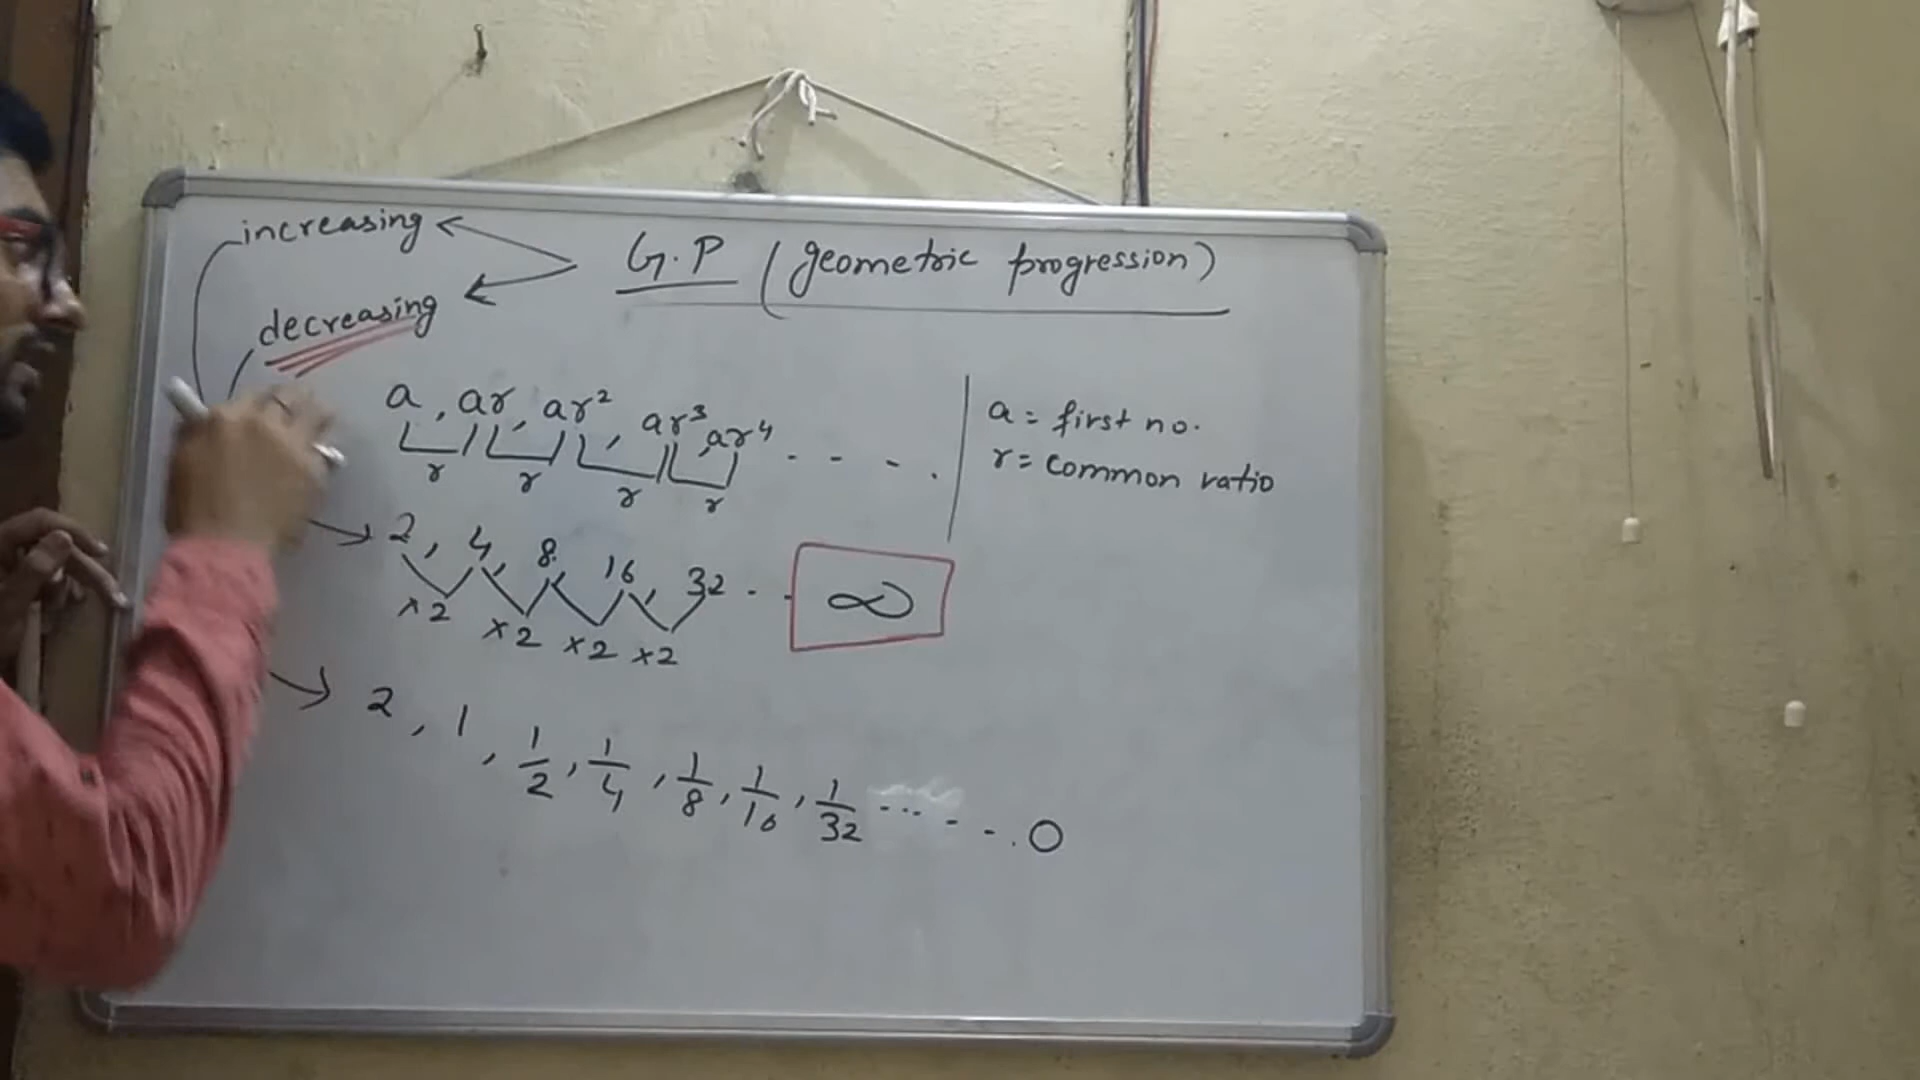 increasing
G.P (geometric progression)
decreasing
a, ar, ar², ar³, ar⁴ - - - .
r r r r
a = first no.
r = common ratio
2, 4, 8, 16, 32 . - ∞
×2 ×2 ×2 ×2
2, 1, 1/2, 1/4, 1/8, 1/16, 1/32 ... - - . 0